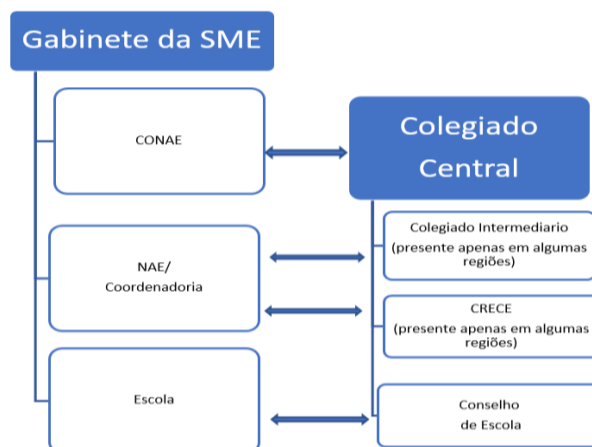 Gabinete da SME
CONAE
NAE/
Coordenadoria
Escola
Colegiado
Central
Colegiado Intermediario
(presente apenas em algumas
regiões)
CRECE
(presente apenas em algumas
regiões)
Conselho
de Escola